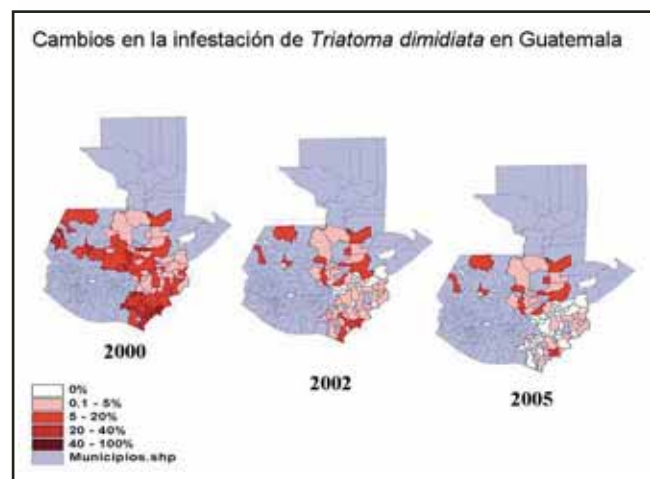 Cambios en la infestación de Triatoma dimidiata en Guatemala
2000
2002
2005
0%
0,1 - 5%
5 - 20%
20 - 40%
40 - 100%
Municipios.shp